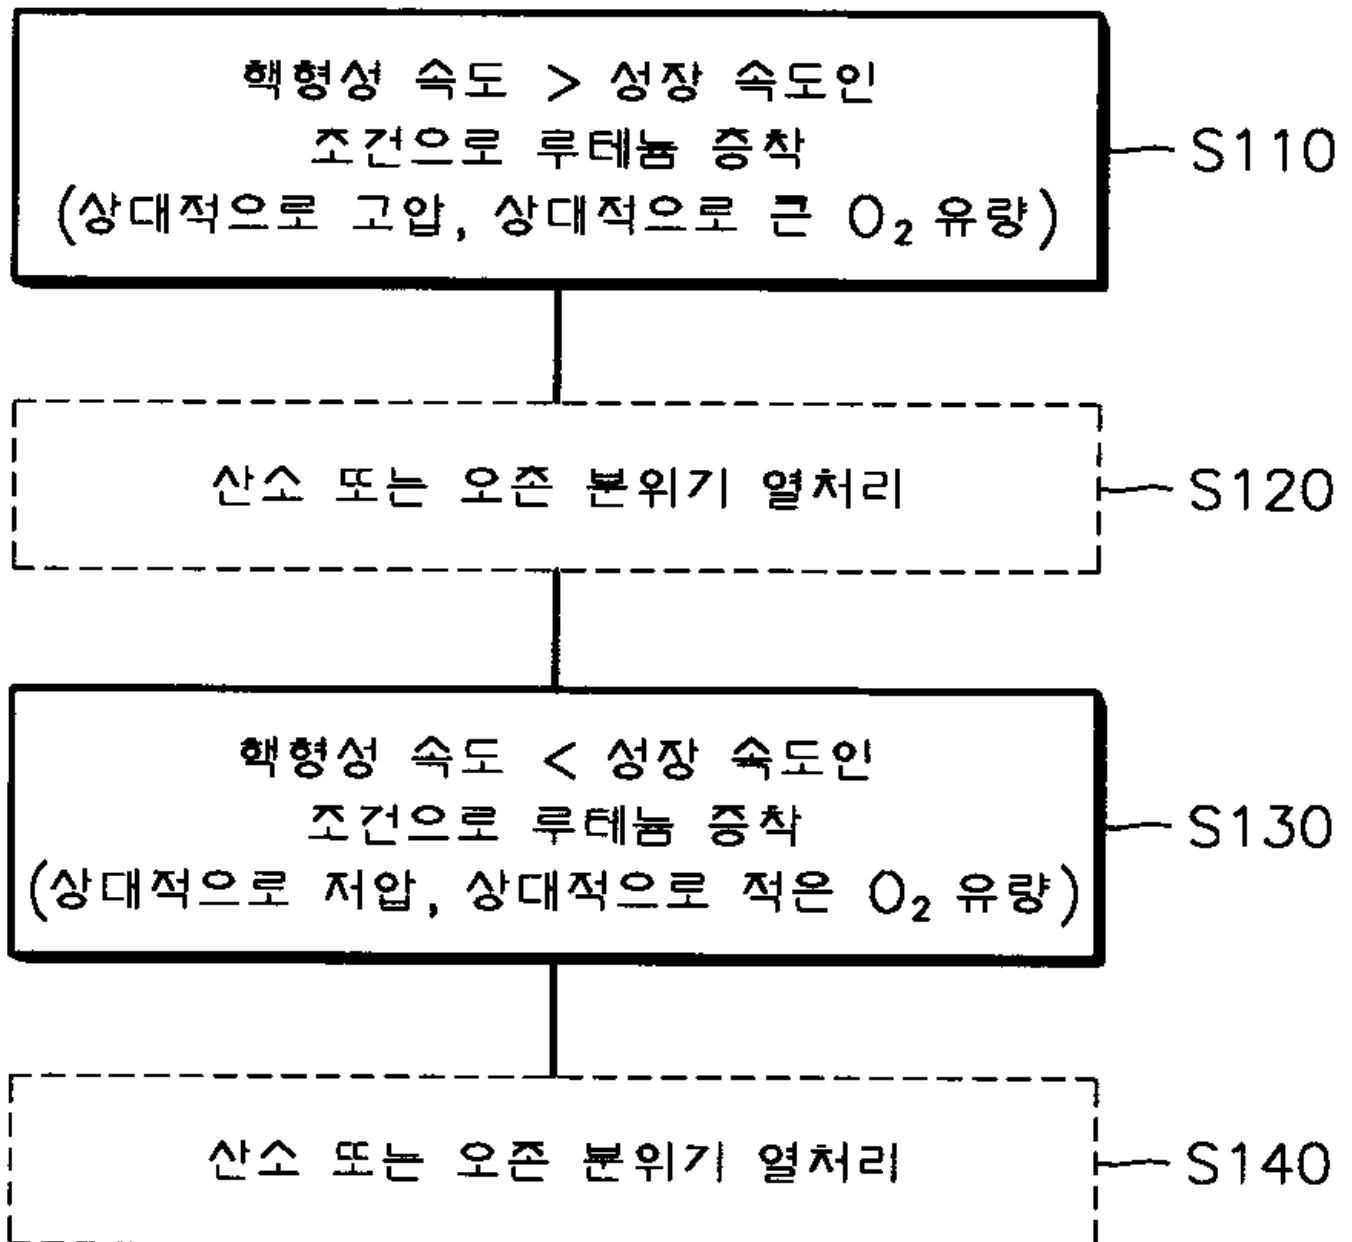 핵형성 속도 > 성장 속도인
조건으로 루테늄 증착
(상대적으로 고압, 상대적으로 큰 O₂ 유량)
S110
산소 또는 오존 분위기 열처리
S120
핵형성 속도 < 성장 속도인
조건으로 루테늄 증착
(상대적으로 저압, 상대적으로 적은 O₂ 유량)
S130
산소 또는 오존 분위기 열처리
S140